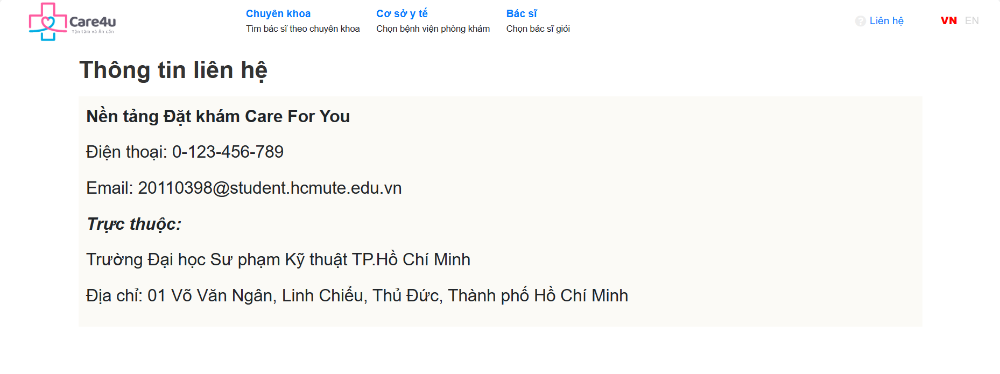 Care4u
Tận tâm và Ân cần
Chuyên khoa
Tìm bác sĩ theo chuyên khoa
Cơ sở y tế
Chọn bệnh viện phòng khám
Bác sĩ
Chọn bác sĩ giỏi
? Liên hệ
VN EN
Thông tin liên hệ
Nền tảng Đặt khám Care For You
Điện thoại: 0-123-456-789
Email: 20110398@student.hcmute.edu.vn
Trực thuộc:
Trường Đại học Sư phạm Kỹ thuật TP.Hồ Chí Minh
Địa chỉ: 01 Võ Văn Ngân, Linh Chiểu, Thủ Đức, Thành phố Hồ Chí Minh